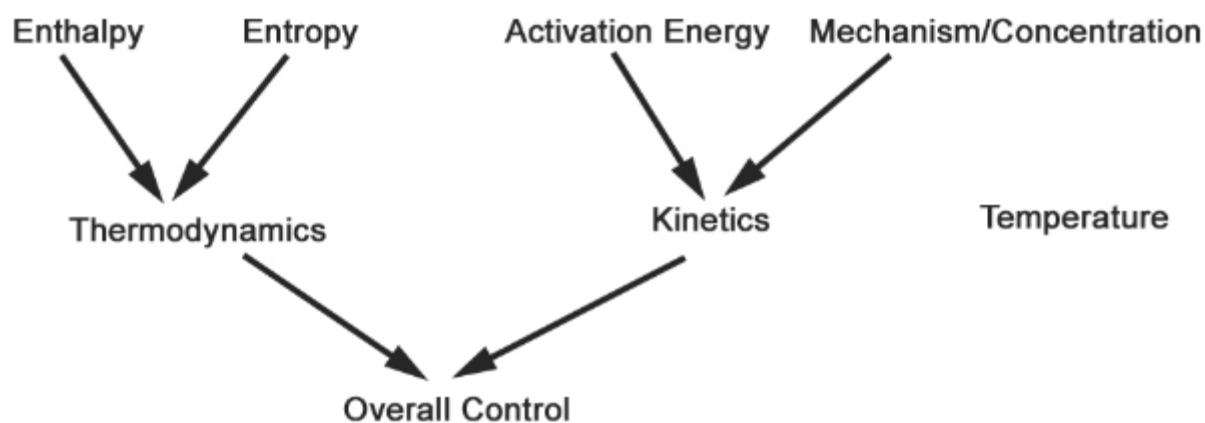 Enthalpy Entropy Activation Energy Mechanism/Concentration
Thermodynamics Kinetics Temperature
Overall Control